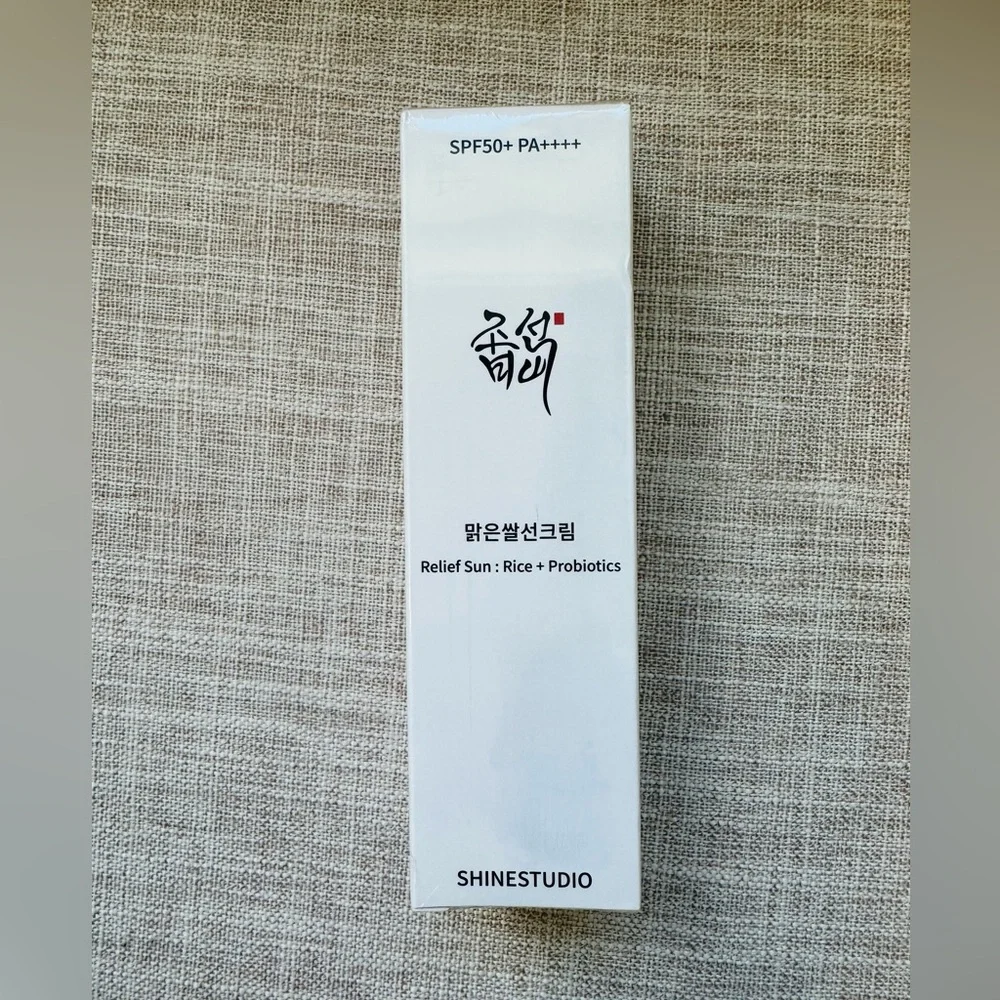 SPF50+ PA++++
맑은쌀선크림
Relief Sun : Rice + Probiotics
SHINESTUDIO